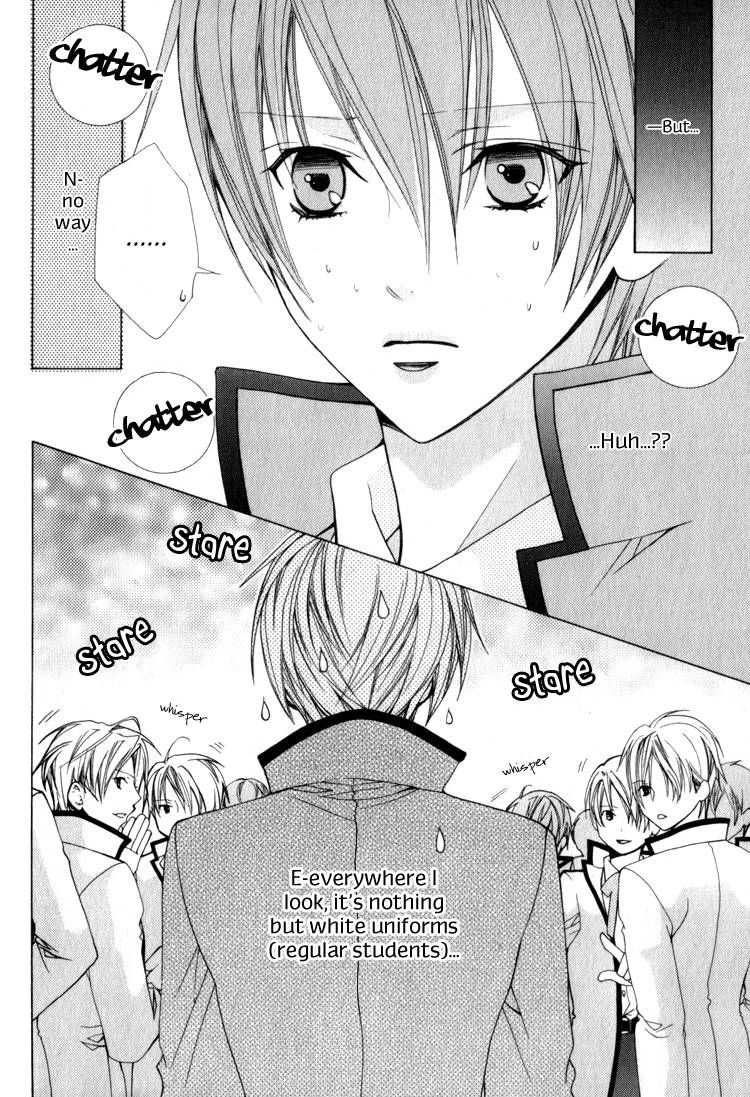 —But...
chatter
...Huh...??
chatter
......
N-
no
way
...
chatter
stare
stare
stare
whisper
whisper
E-everywhere I
look, it's nothing
but white uniforms
(regular students)...